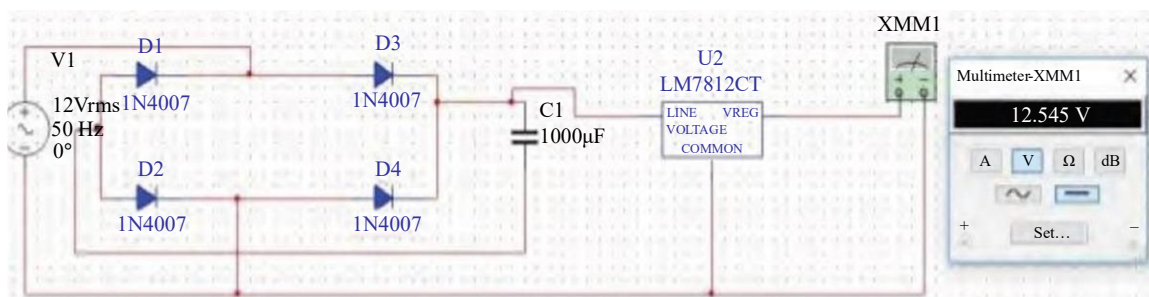 XMM1
V1
D1
D3
U2
LM7812CT
Multimeter-XMM1
12Vrms
50 Hz
0°
1N4007
1N4007
C1
1000μF
LINE VREG
VOLTAGE
COMMON
12.545 V
D2
D4
1N4007
1N4007
A V Ω dB
Set...